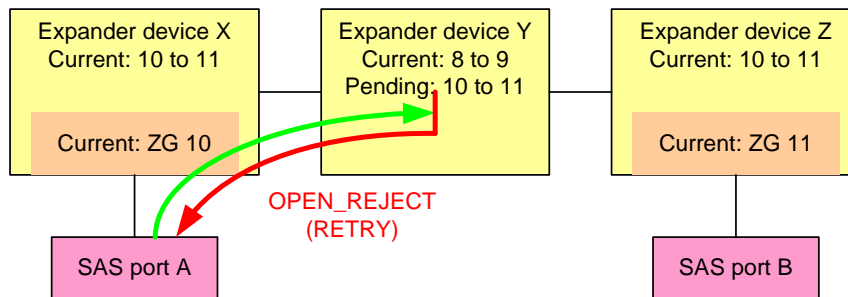 Expander device X
Current: 10 to 11
Current: ZG 10
Expander device Y
Current: 8 to 9
Pending: 10 to 11
Expander device Z
Current: 10 to 11
Current: ZG 11
OPEN_REJECT
(RETRY)
SAS port A
SAS port B